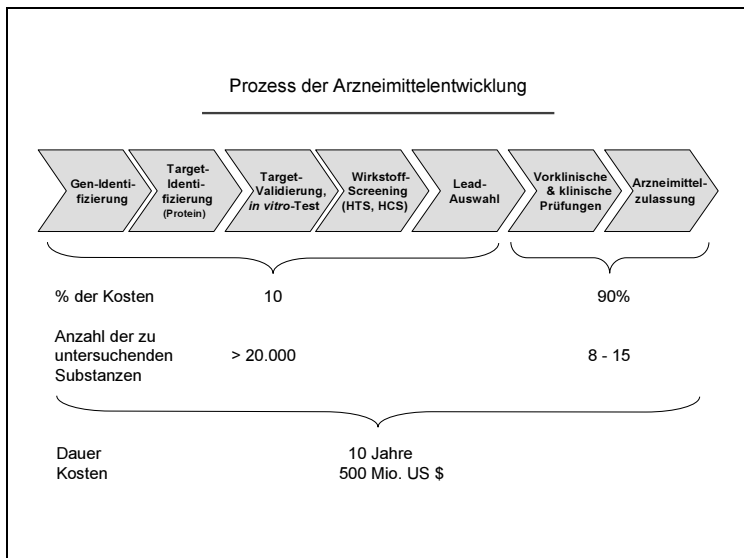 Prozess der Arzneimittelentwicklung
Gen-Identi-
fizierung
Target-
Identi-
fizierung
(Protein)
Target-
Validierung,
in vitro-Test
Wirkstoff-
Screening
(HTS, HCS)
Lead-
Auswahl
Vorklinische
& klinische
Prüfungen
Arzneimittel-
zulassung
% der Kosten 10 90%
Anzahl der zu
untersuchenden > 20.000 8 - 15
Substanzen
Dauer 10 Jahre
Kosten 500 Mio. US $